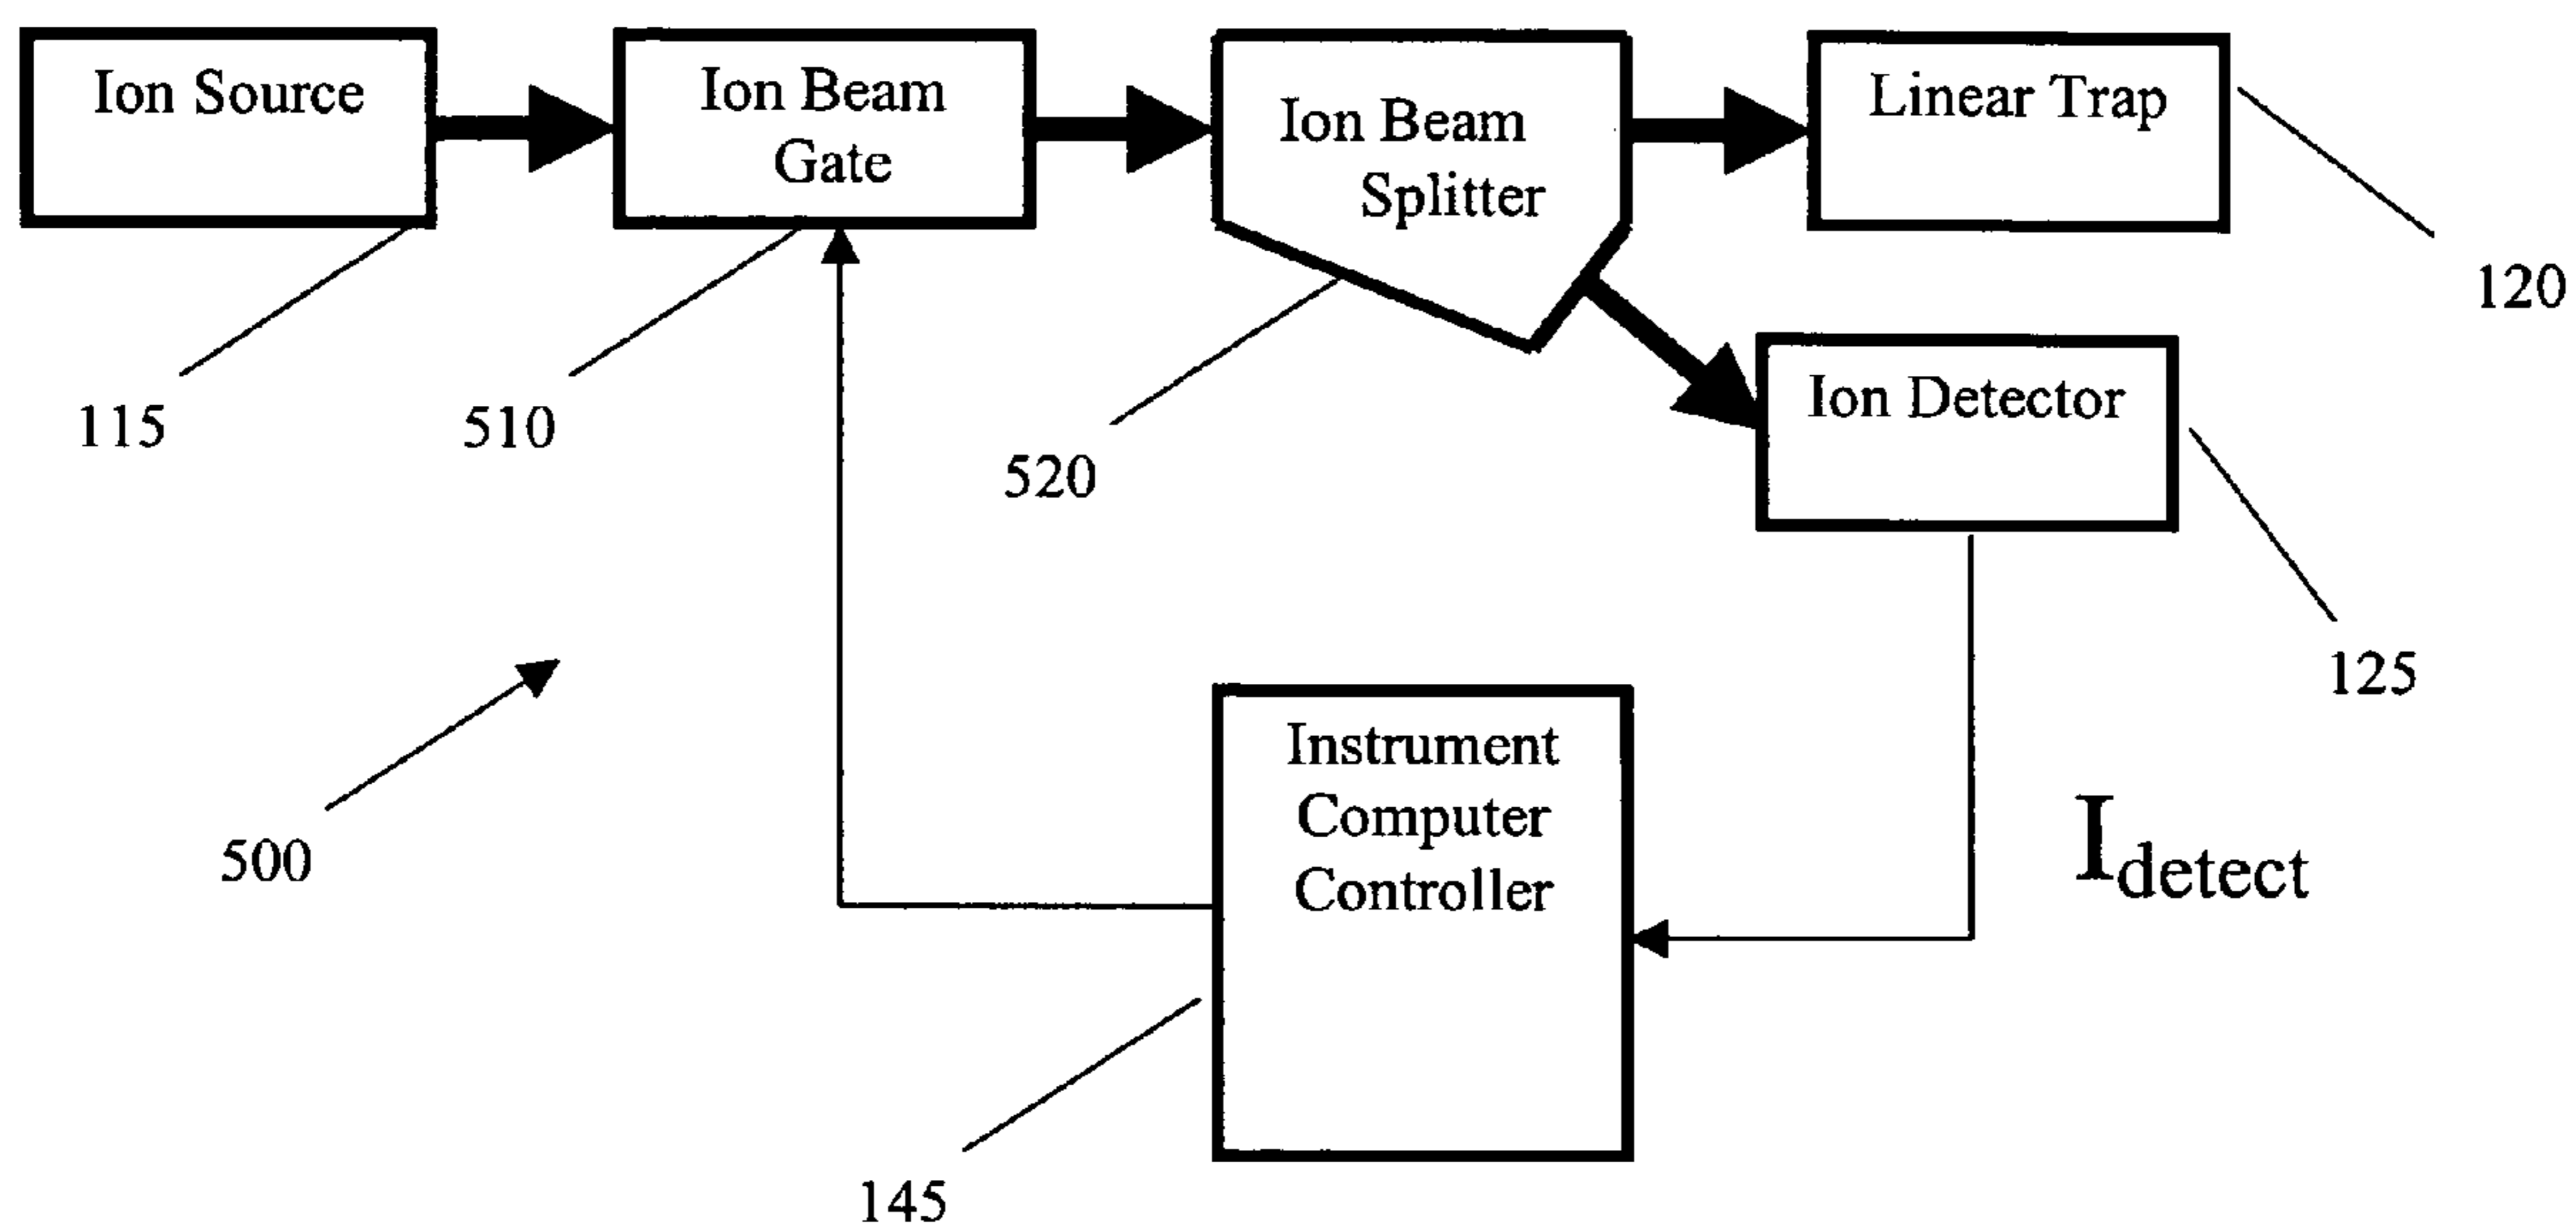 Ion Source
Ion Beam
Gate
Ion Beam
Splitter
Linear Trap
120
Ion Detector
115
510
520
125
Instrument
Computer
Controller
500
I_detect
145